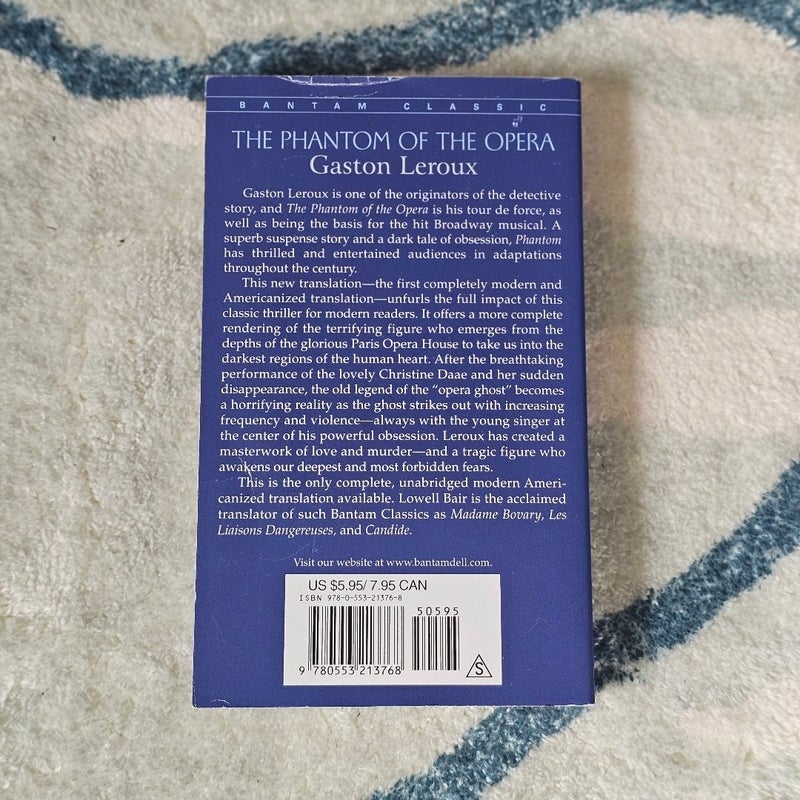 BANTAM CLASSIC
THE PHANTOM OF THE OPERA
Gaston Leroux
Gaston Leroux is one of the originators of the detective
story, and The Phantom of the Opera is his tour de force, as
well as being the basis for the hit Broadway musical. A
superb suspense story and a dark tale of obsession, Phantom
has thrilled and entertained audiences in adaptations
throughout the century.
This new translation—the first completely modern and
Americanized translation—unfurls the full impact of this
classic thriller for modern readers. It offers a more complete
rendering of the terrifying figure who emerges from the
depths of the glorious Paris Opera House to take us into the
darkest regions of the human heart. After the breathtaking
performance of the lovely Christine Daae and her sudden
disappearance, the old legend of the “opera ghost” becomes
a horrifying reality as the ghost strikes out with increasing
frequency and violence—always with the young singer at
the center of his powerful obsession. Leroux has created a
masterwork of love and murder—and a tragic figure who
awakens our deepest and most forbidden fears.
This is the only complete, unabridged modern Ameri-
canized translation available. Lowell Bair is the acclaimed
translator of such Bantam Classics as Madame Bovary, Les
Liaisons Dangereuses, and Candide.
Visit our website at www.bantamdell.com.
US $5.95/ 7.95 CAN
ISBN 978-0-553-21376-8
50595
9 780553 213768
S